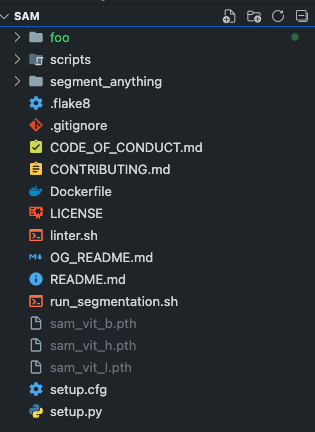 SAM
foo
scripts
segment_anything
.flake8
.gitignore
CODE_OF_CONDUCT.md
CONTRIBUTING.md
Dockerfile
LICENSE
linter.sh
OG_README.md
README.md
run_segmentation.sh
sam_vit_b.pth
sam_vit_h.pth
sam_vit_l.pth
setup.cfg
setup.py